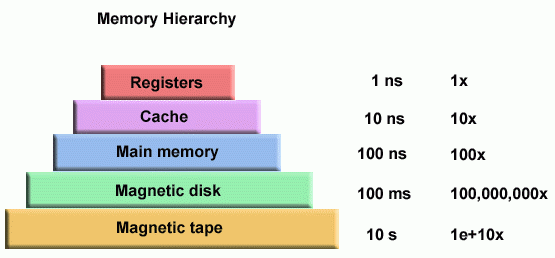 Memory Hierarchy
Registers 1 ns 1x
Cache 10 ns 10x
Main memory 100 ns 100x
Magnetic disk 100 ms 100,000,000x
Magnetic tape 10 s 1e+10x